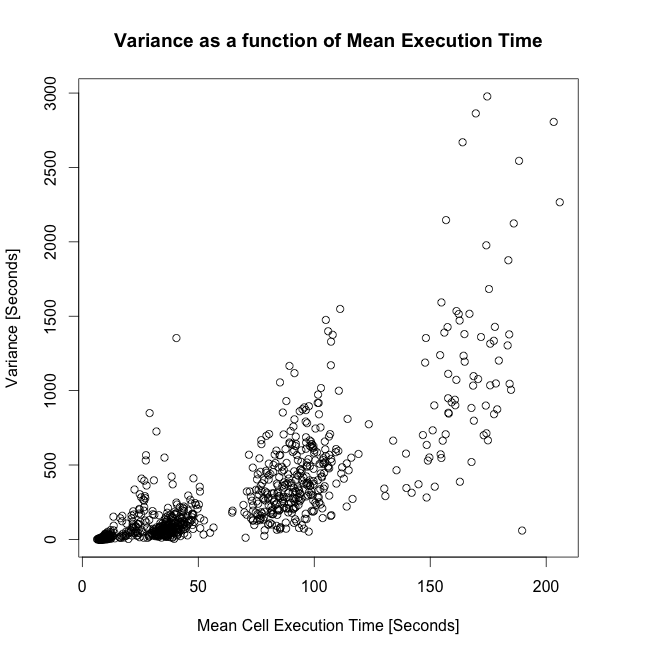 Variance as a function of Mean Execution Time
Variance [Seconds]
3000
2500
2000
1500
1000
500
0
0 50 100 150 200
Mean Cell Execution Time [Seconds]